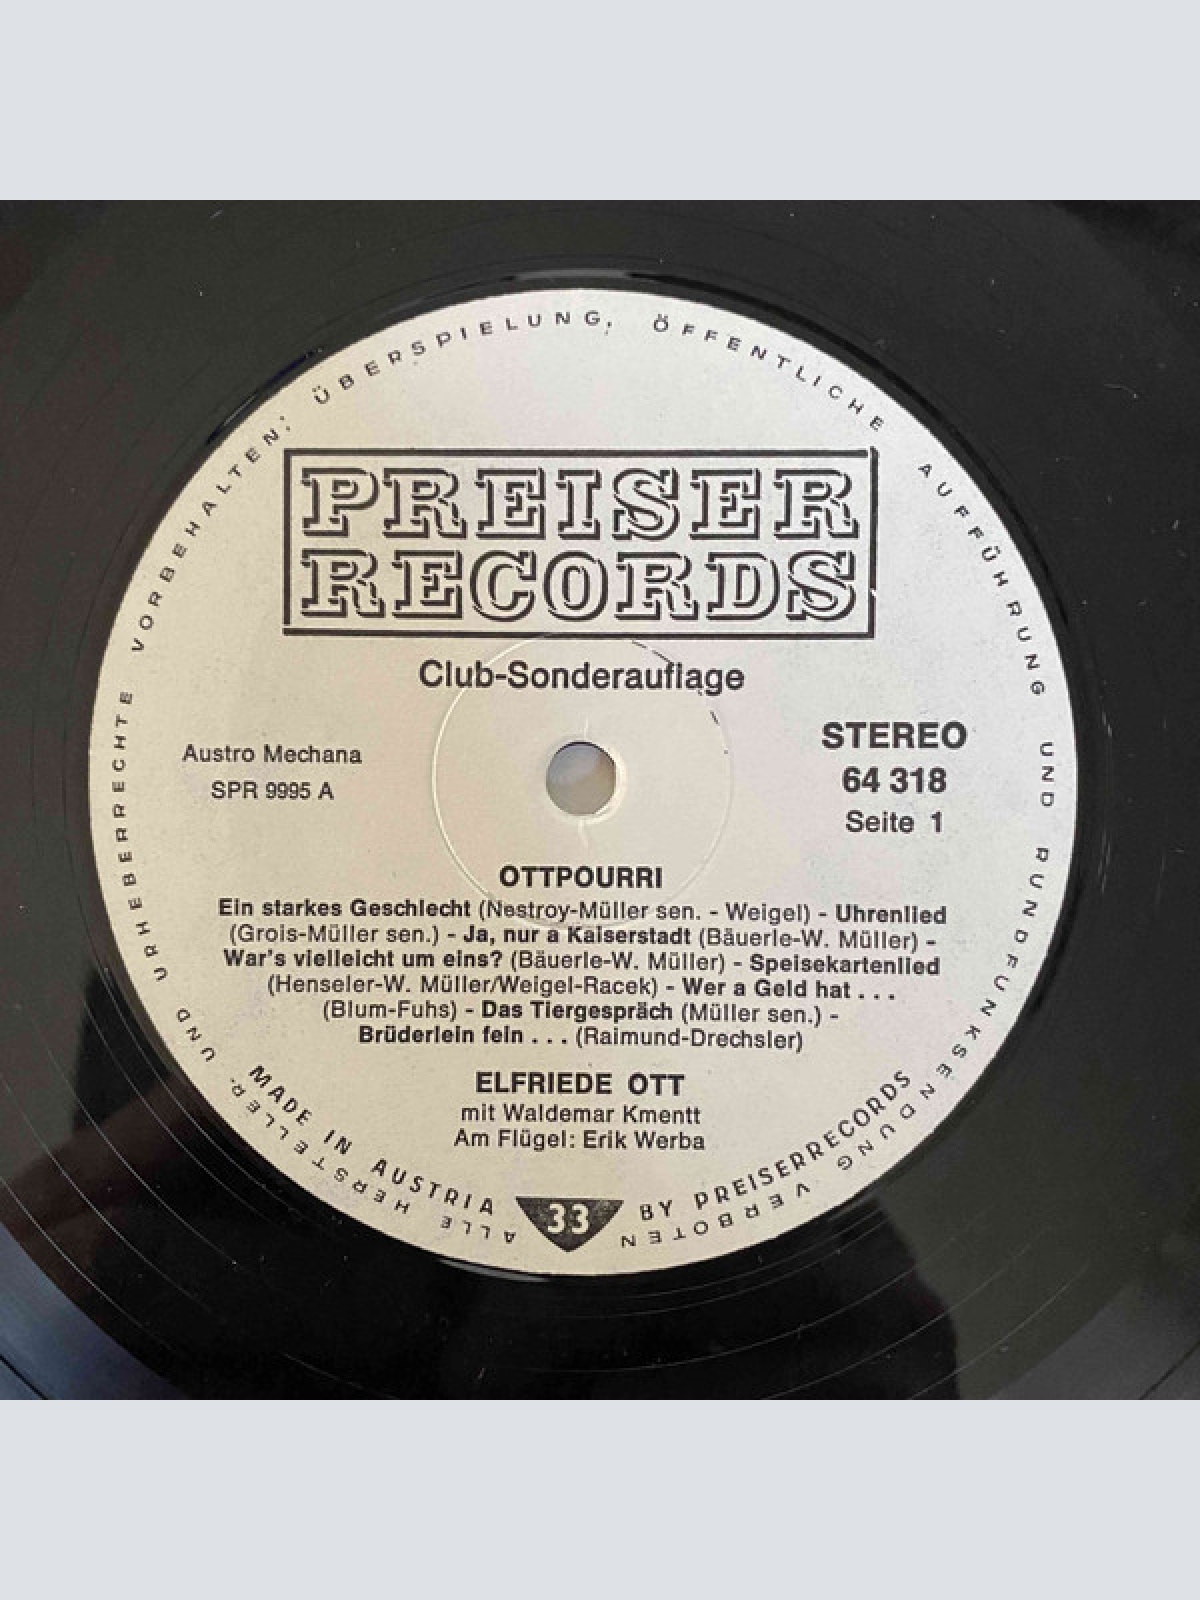 ALLE HERSTELLER- UND URHEBERRECHTE VORBEHALTEN; ÜBERSPIELUNG, ÖFFENTLICHE AUFFÜHRUNG UND RUNDFUNKSENDUNG VERBOTEN
PREISER
RECORDS
Club-Sonderauflage
Austro Mechana
SPR 9995 A
STEREO
64 318
Seite 1
OTTPOURRI
Ein starkes Geschlecht (Nestroy-Müller sen. - Weigel) - Uhrenlied
(Grois-Müller sen.) - Ja, nur a Kaiserstadt (Bäuerle-W. Müller) -
War's vielleicht um eins? (Bäuerle-W. Müller) - Speisekartenlied
(Henseler-W. Müller/Weigel-Racek) - Wer a Geld hat . . .
(Blum-Fuhs) - Das Tiergespräch (Müller sen.) -
Brüderlein fein . . . (Raimund-Drechsler)
ELFRIEDE OTT
mit Waldemar Kmentt
Am Flügel: Erik Werba
MADE IN AUSTRIA
33
BY PREISERRECORDS